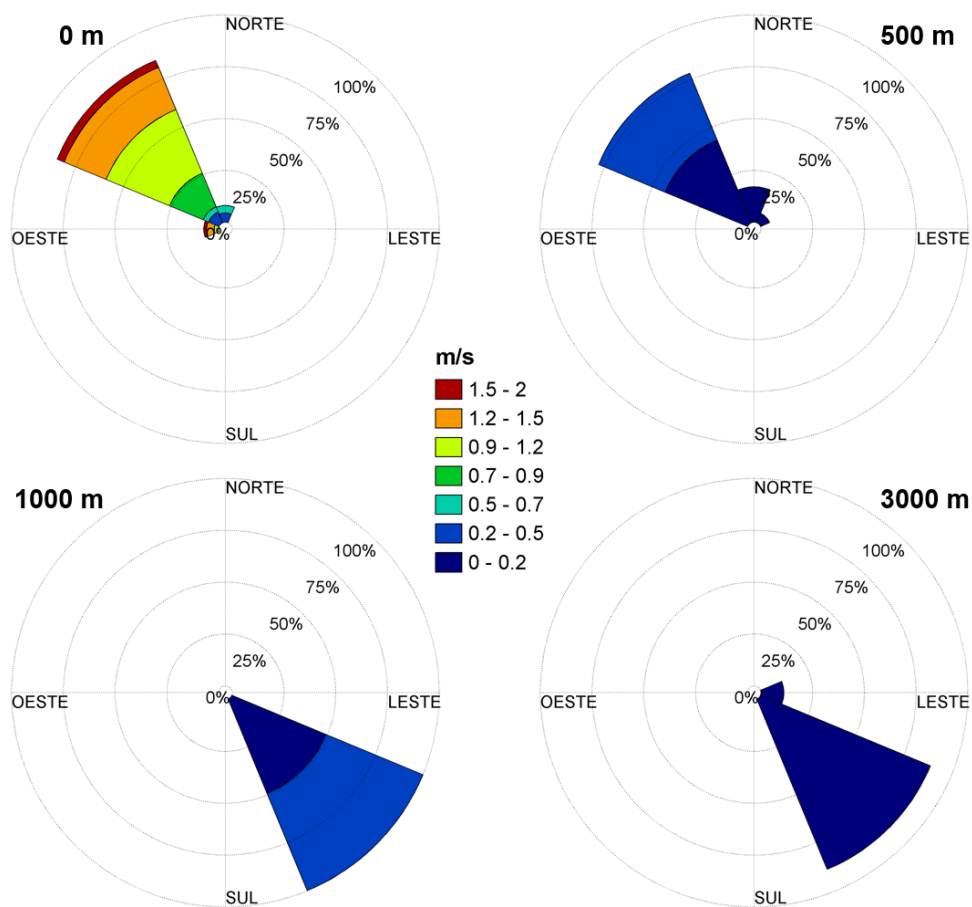 0 m
NORTE
100%
75%
50%
25%
0%
OESTE
LESTE
SUL
500 m
NORTE
100%
75%
50%
25%
0%
OESTE
LESTE
SUL
m/s
1.5 - 2
1.2 - 1.5
0.9 - 1.2
0.7 - 0.9
0.5 - 0.7
0.2 - 0.5
0 - 0.2
1000 m
NORTE
100%
75%
50%
25%
0%
OESTE
LESTE
SUL
3000 m
NORTE
100%
75%
50%
25%
0%
OESTE
LESTE
SUL